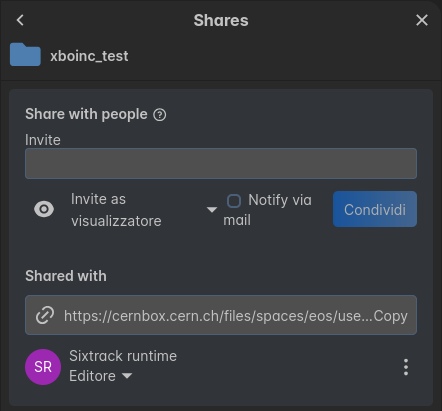 Shares
xboinc_test
Share with people
Invite
Invite as
visualizzatore
Notify via
mail
Condividi
Shared with
https://cernbox.cern.ch/files/spaces/eos/use...Copy
SR
Sixtrack runtime
Editore